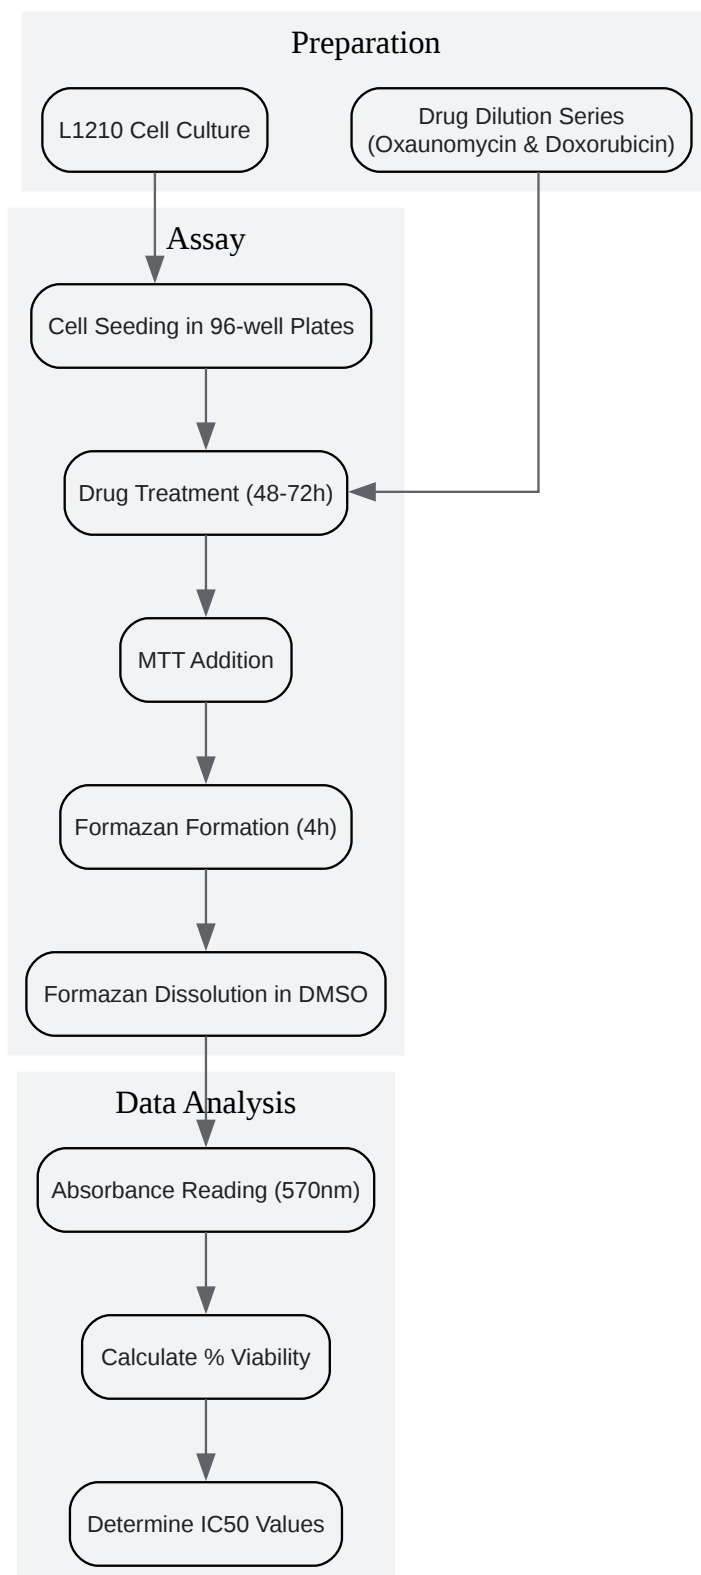 Preparation
L1210 Cell Culture
Drug Dilution Series
(Oxaunomycin & Doxorubicin)
Assay
Cell Seeding in 96-well Plates
Drug Treatment (48-72h)
MTT Addition
Formazan Formation (4h)
Formazan Dissolution in DMSO
Data Analysis
Absorbance Reading (570nm)
Calculate % Viability
Determine IC50 Values